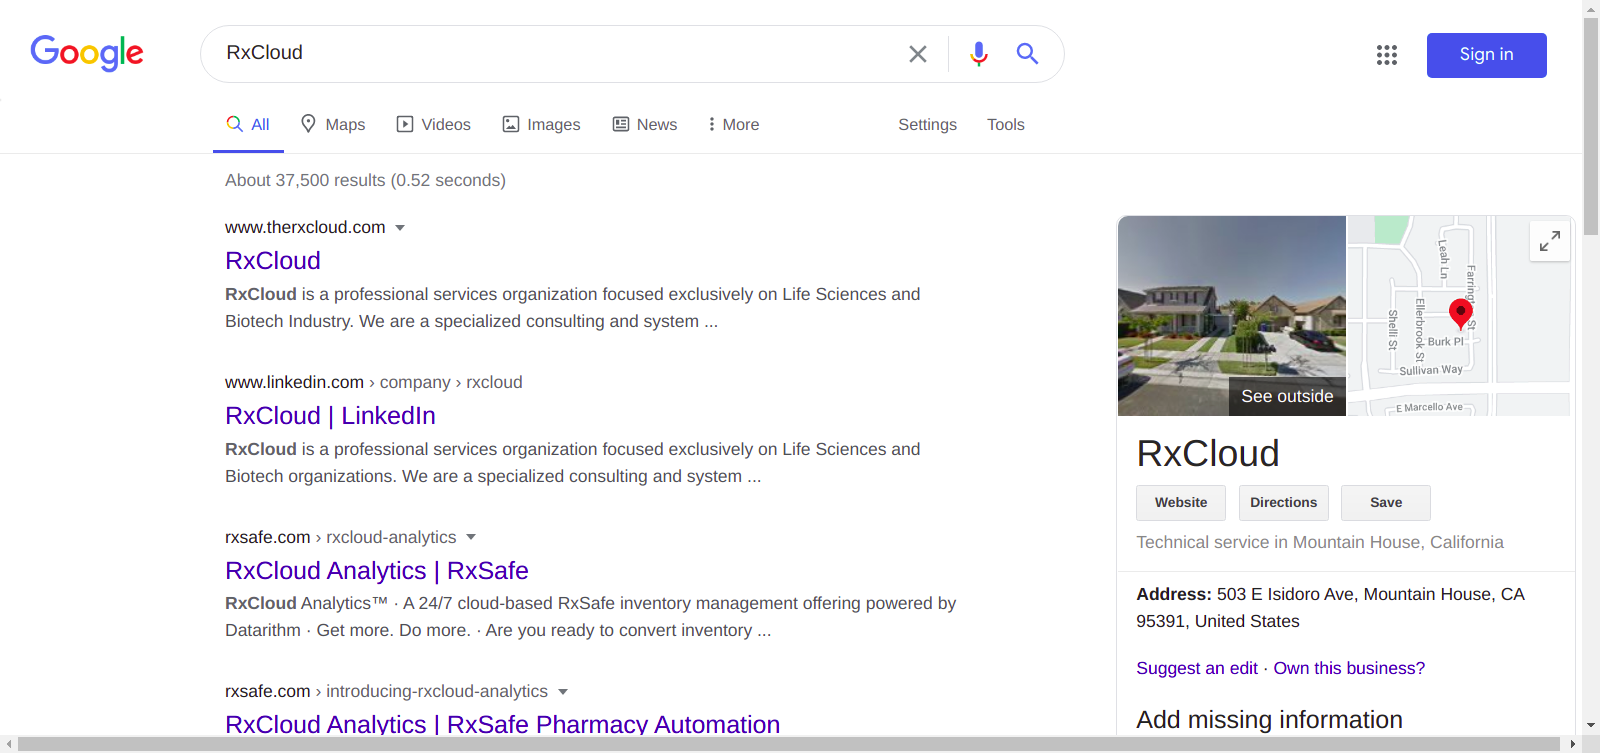 Google
RxCloud
Sign in
All
Maps
Videos
Images
News
More
Settings
Tools
About 37,500 results (0.52 seconds)
www.therxcloud.com
RxCloud
RxCloud is a professional services organization focused exclusively on Life Sciences and
Biotech Industry. We are a specialized consulting and system ...
www.linkedin.com › company › rxcloud
RxCloud | LinkedIn
RxCloud is a professional services organization focused exclusively on Life Sciences and
Biotech organizations. We are a specialized consulting and system ...
rxsafe.com › rxcloud-analytics
RxCloud Analytics | RxSafe
RxCloud Analytics™ · A 24/7 cloud-based RxSafe inventory management offering powered by
Datarithm · Get more. Do more. · Are you ready to convert inventory ...
rxsafe.com › introducing-rxcloud-analytics
RxCloud Analytics | RxSafe Pharmacy Automation
See outside
Leah Ln
Ellerbrook St
Shelli St
Burk Pl
Sullivan Way
E Marcello Ave
RxCloud
Website
Directions
Save
Technical service in Mountain House, California
Address: 503 E Isidoro Ave, Mountain House, CA
95391, United States
Suggest an edit · Own this business?
Add missing information